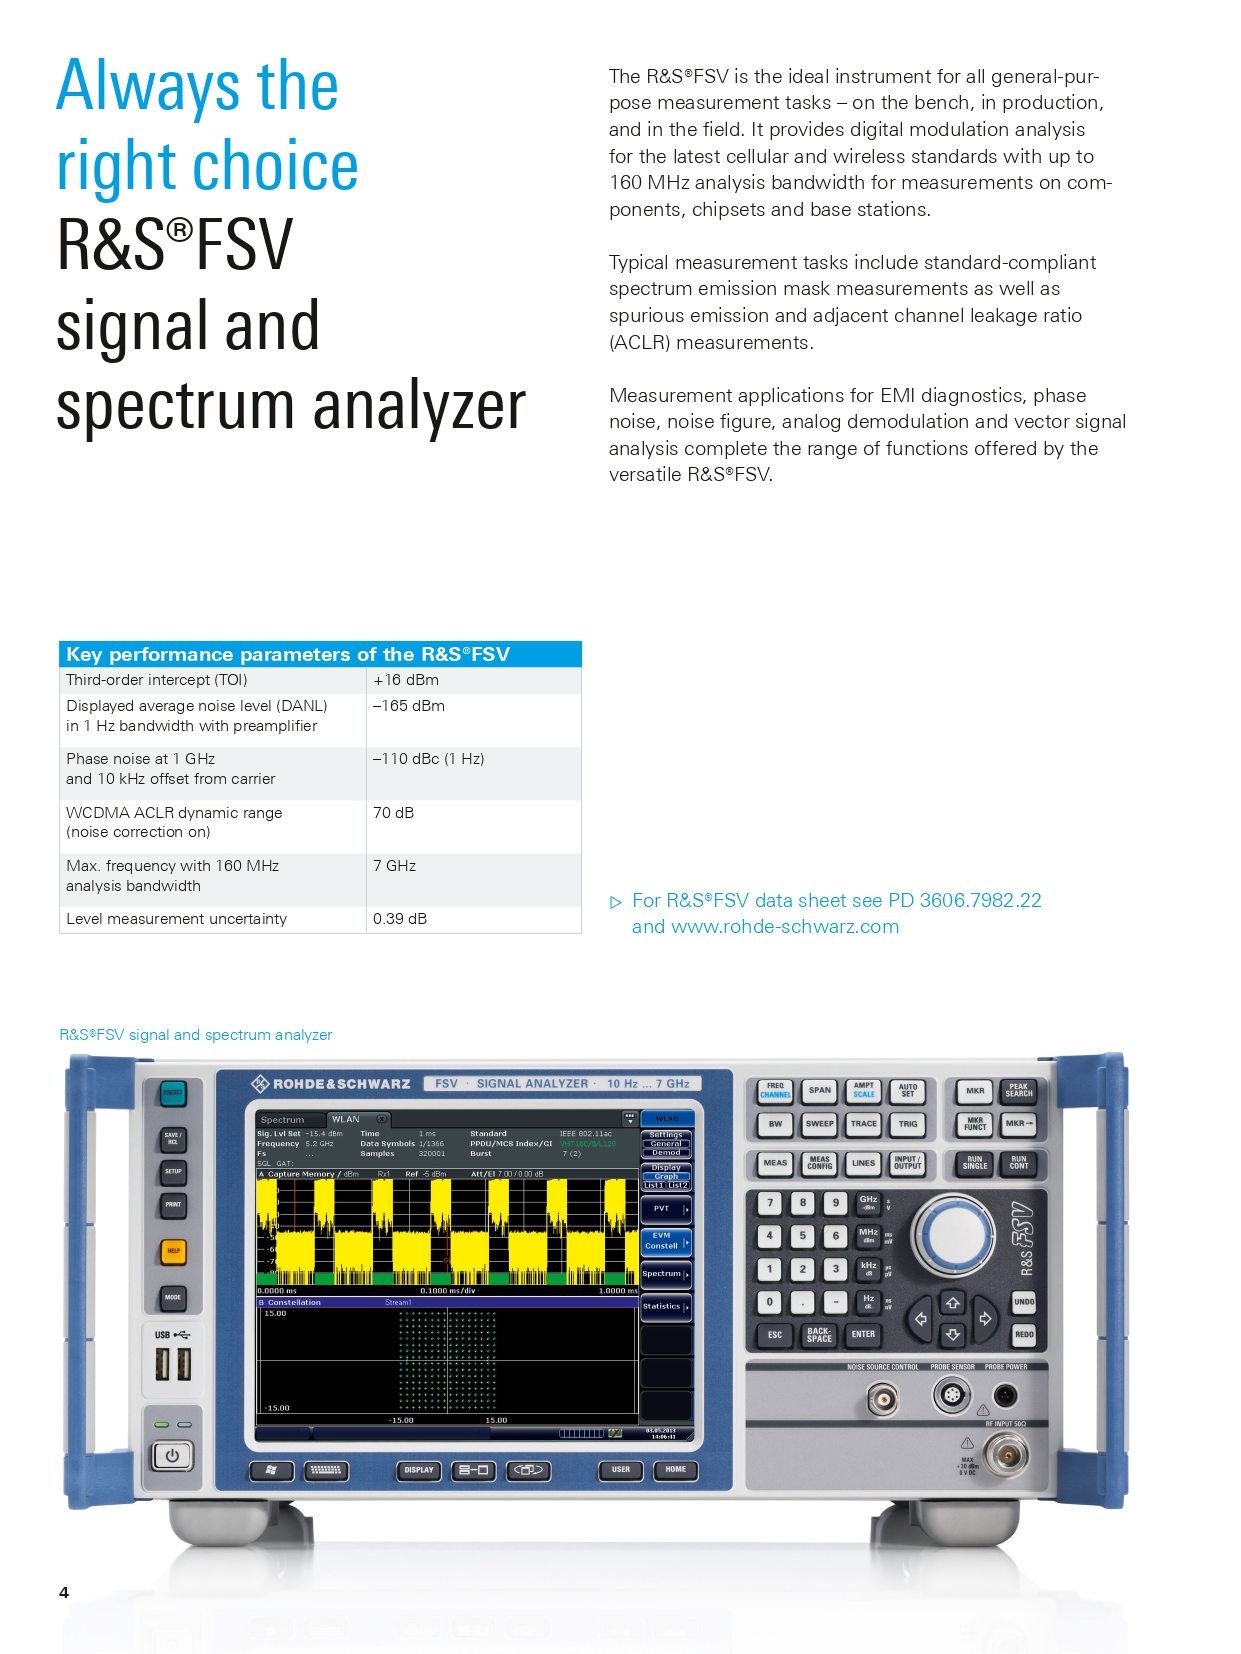 Always the
right choice
R&S®FSV
signal and
spectrum analyzer
The R&S®FSV is the ideal instrument for all general-pur-
pose measurement tasks – on the bench, in production,
and in the field. It provides digital modulation analysis
for the latest cellular and wireless standards with up to
160 MHz analysis bandwidth for measurements on com-
ponents, chipsets and base stations.
Typical measurement tasks include standard-compliant
spectrum emission mask measurements as well as
spurious emission and adjacent channel leakage ratio
(ACLR) measurements.
Measurement applications for EMI diagnostics, phase
noise, noise figure, analog demodulation and vector signal
analysis complete the range of functions offered by the
versatile R&S®FSV.
Key performance parameters of the R&S®FSV
Third-order intercept (TOI) +16 dBm
Displayed average noise level (DANL) –165 dBm
in 1 Hz bandwidth with preamplifier
Phase noise at 1 GHz –110 dBc (1 Hz)
and 10 kHz offset from carrier
WCDMA ACLR dynamic range 70 dB
(noise correction on)
Max. frequency with 160 MHz 7 GHz
analysis bandwidth
Level measurement uncertainty 0.39 dB
▷ For R&S®FSV data sheet see PD 3606.7982.22
and www.rohde-schwarz.com
R&S®FSV signal and spectrum analyzer
ROHDE&SCHWARZ FSV · SIGNAL ANALYZER · 10 Hz ... 7 GHz
PRESET
SAVE / RCL
SETUP
PRINT
HELP
MODE
USB
Spectrum WLAN
Sig. Lvl Set -15.4 dBm Time 1 ms Standard IEEE 802.11ac
Frequency 5.2 GHz Data Symbols 1/1366 PPDU/MCS Index/GI
Fs ... Samples 320001 Burst 7 (2)
SGL GAT:
A Capture Memory / dBm Rx1 Ref -5 dBm Att/El 7.00 / 0.00 dB
0.0000 ms 0.1000 ms/div 1.0000 ms
B Constellation Stream1
15.00
-15.00
-15.00 15.00
03.05.2013
14:06:41
WLAN
Settings
General
Demod
Display
Graph
List1 List2
PVT
EVM
Constell
Spectrum
Statistics
DISPLAY USER HOME
FREQ
CHANNEL
SPAN
AMPT
SCALE
AUTO
SET
MKR
PEAK
SEARCH
BW SWEEP TRACE TRIG
MKR
FUNCT
MKR→
MEAS
MEAS
CONFIG
LINES
INPUT /
OUTPUT
RUN
SINGLE
RUN
CONT
7 8 9 GHz
-dBm
4 5 6 MHz
dBm
1 2 3 kHz
dB
0 . - Hz
dB..
ESC
BACK-
SPACE
ENTER
R&S FSV
UNDO
REDO
NOISE SOURCE CONTROL PROBE SENSOR PROBE POWER
RF INPUT 50Ω
MAX
+30 dBm
0 V DC
4